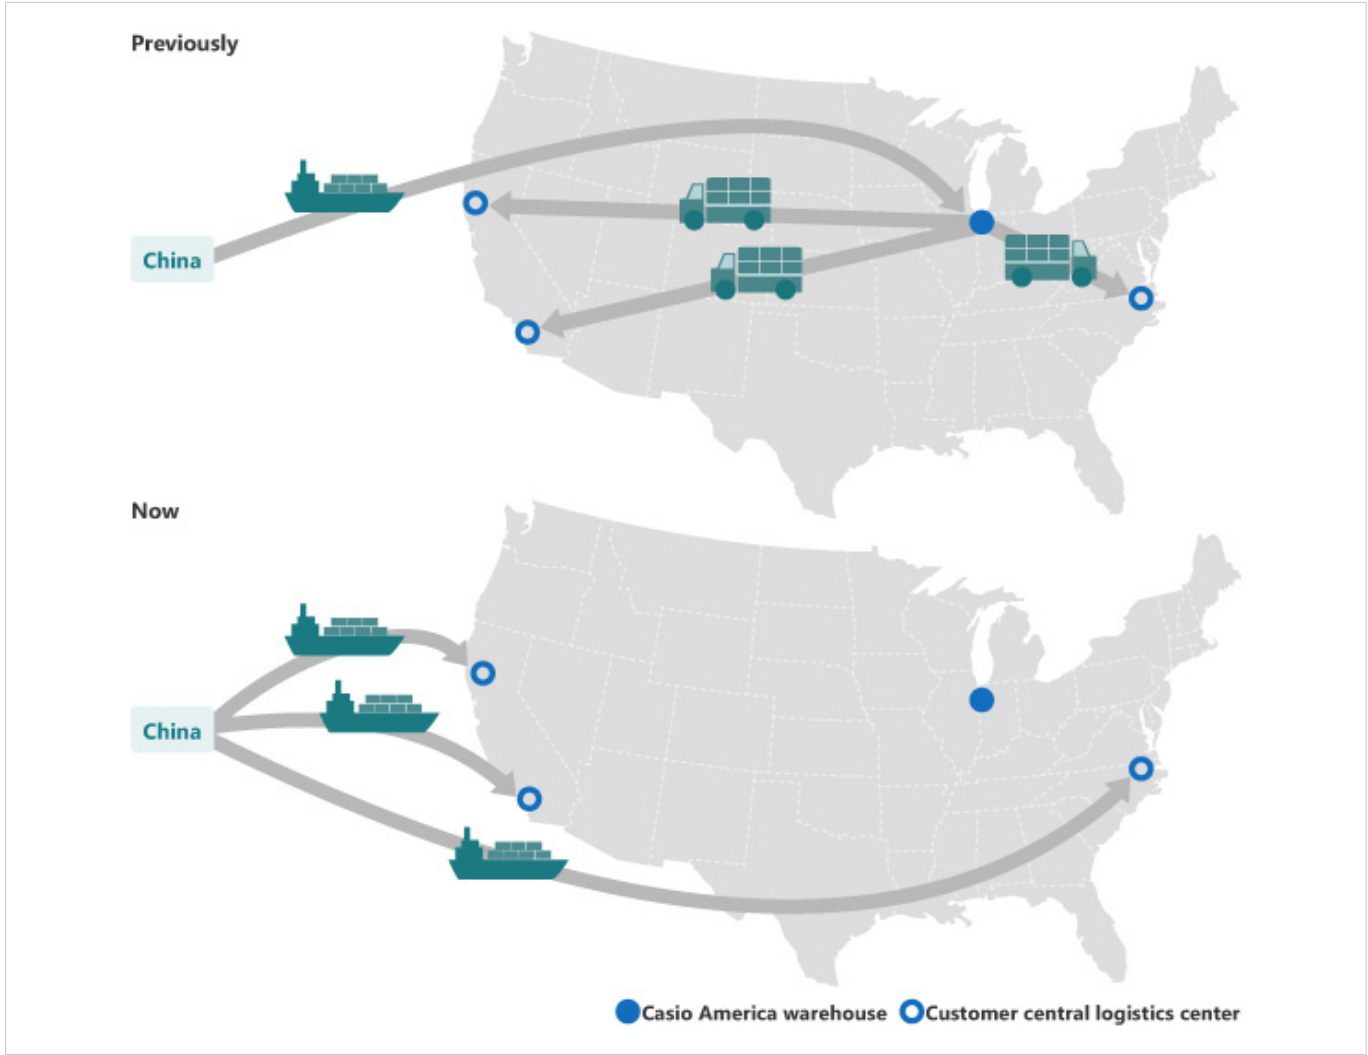 Previously
China
Now
China
Casio America warehouse
Customer central logistics center